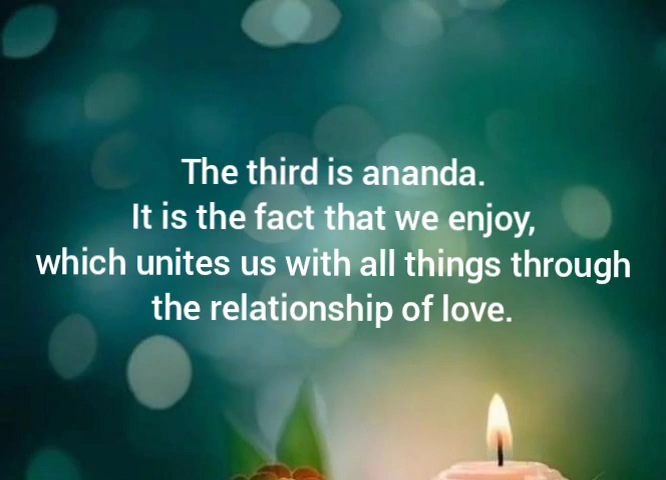 The third is ananda.
It is the fact that we enjoy,
which unites us with all things through
the relationship of love.